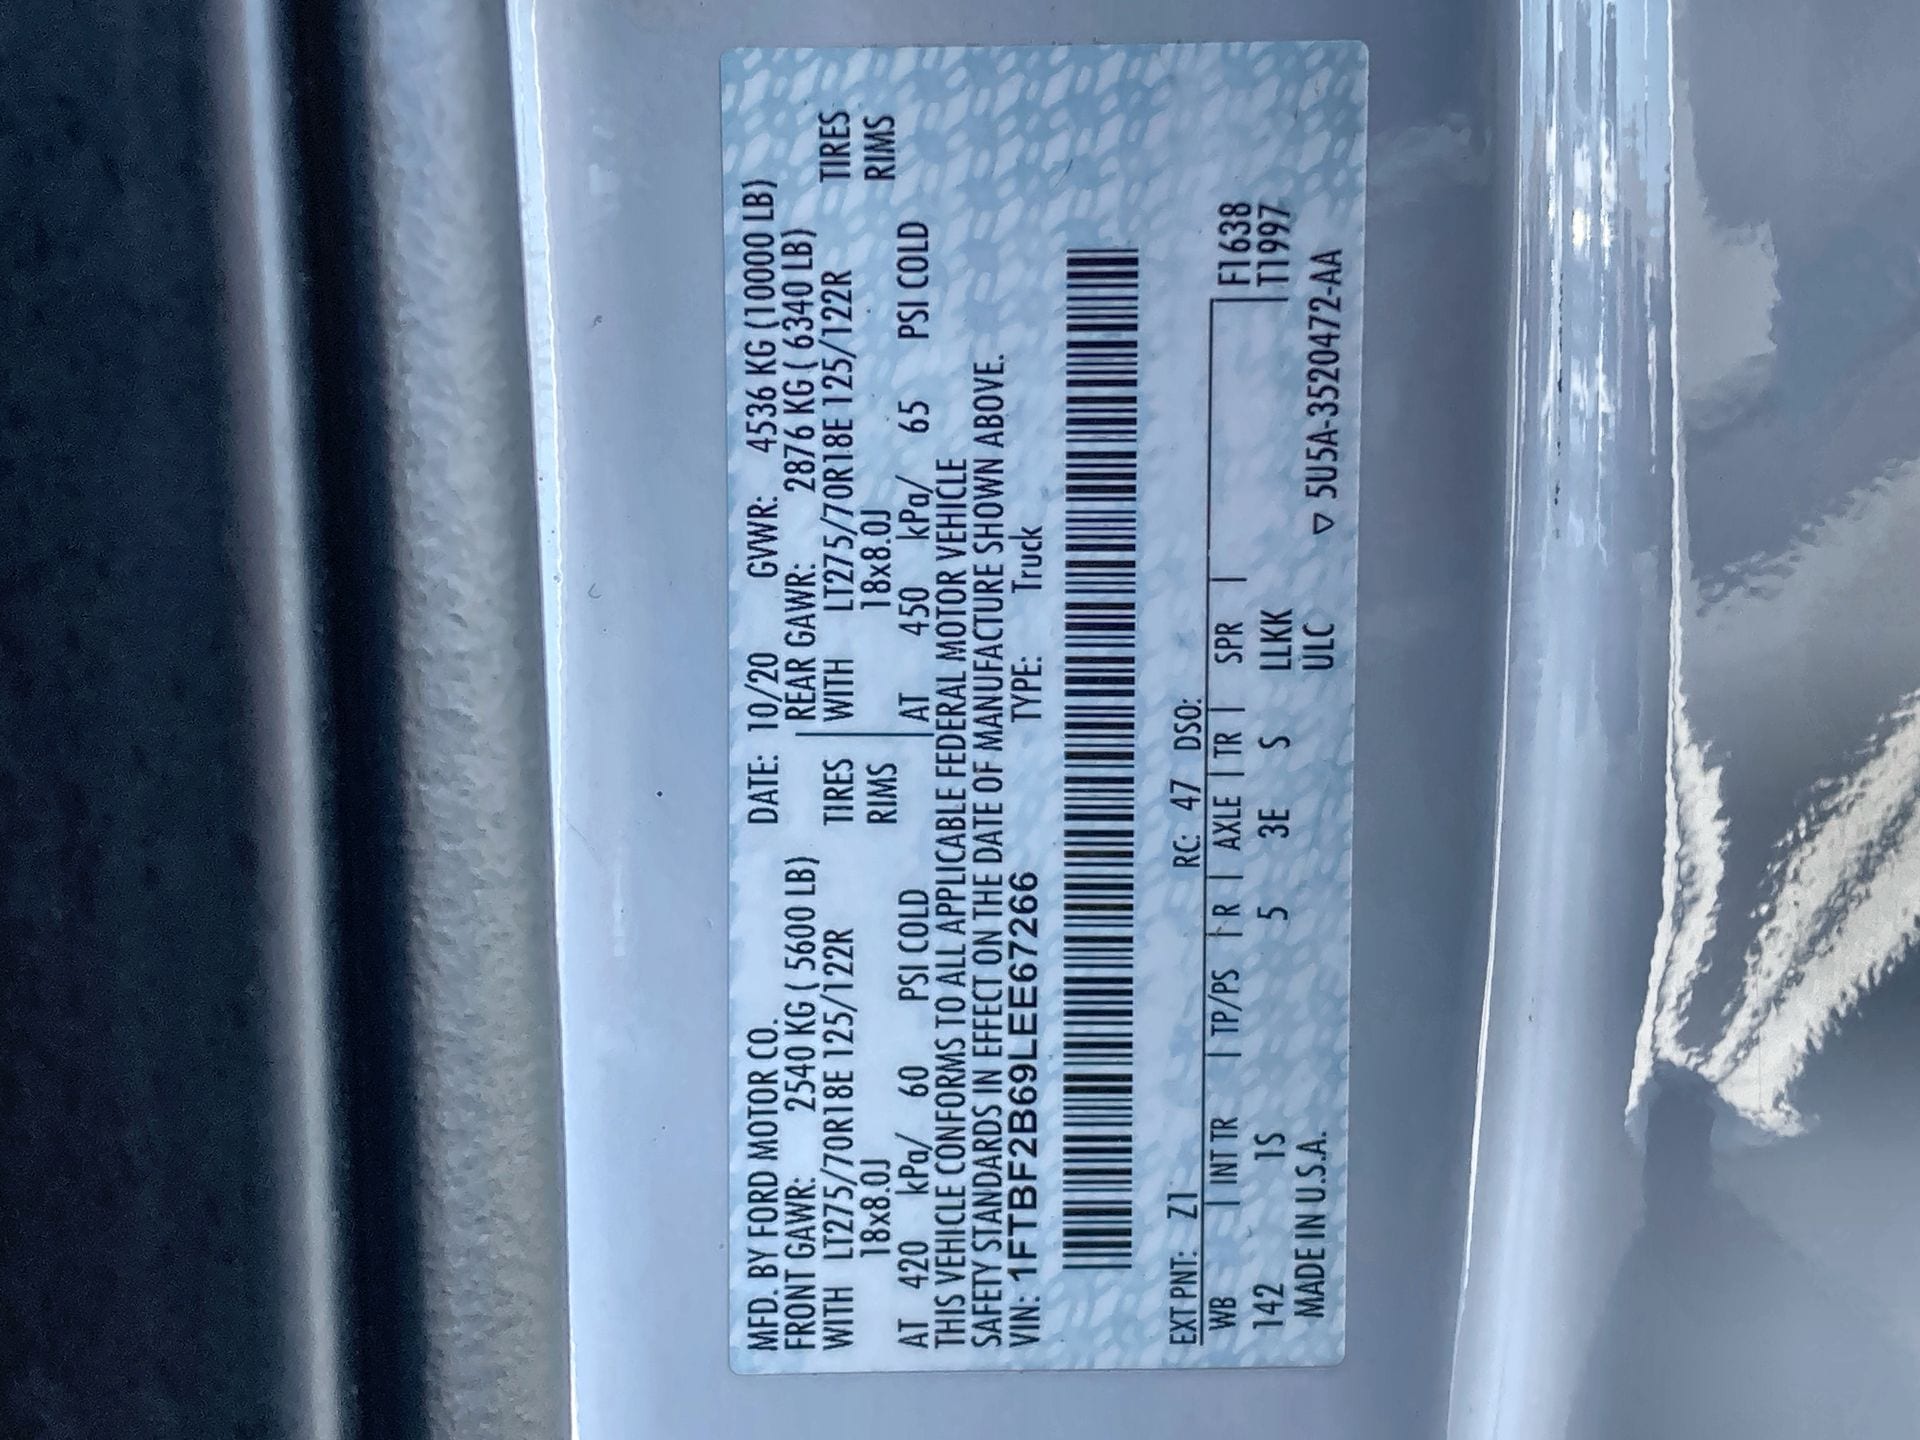 MFD. BY FORD MOTOR CO. DATE: 10/20 GVWR: 4536 KG (10000 LB)
FRONT GAWR: 2540 KG ( 5600 LB) REAR GAWR: 2876 KG ( 6340 LB)
WITH LT275/70R18E 125/122R TIRES WITH LT275/70R18E 125/122R TIRES
18x8.0J RIMS 18x8.0J RIMS
AT 420 kPa/ 60 PSI COLD AT 450 kPa/ 65 PSI COLD
THIS VEHICLE CONFORMS TO ALL APPLICABLE FEDERAL MOTOR VEHICLE
SAFETY STANDARDS IN EFFECT ON THE DATE OF MANUFACTURE SHOWN ABOVE.
VIN: 1FTBF2B69LEE67266 TYPE: Truck
EXT PNT: Z1 RC: 47 DSO:
WB | INT TR | TP/PS | R | AXLE | TR | SPR | F1638
142 1S 5 3E S LLKK T1997
MADE IN U.S.A. ULC ▽ 5U5A-3520472-AA